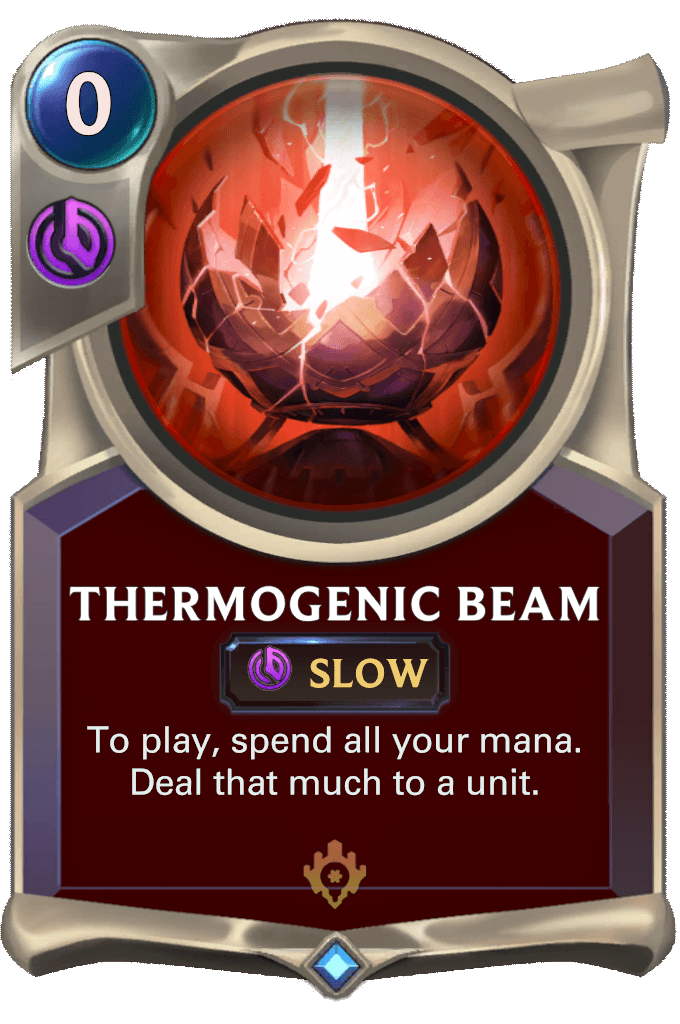 0
THERMOGENIC BEAM
SLOW
To play, spend all your mana.
Deal that much to a unit.